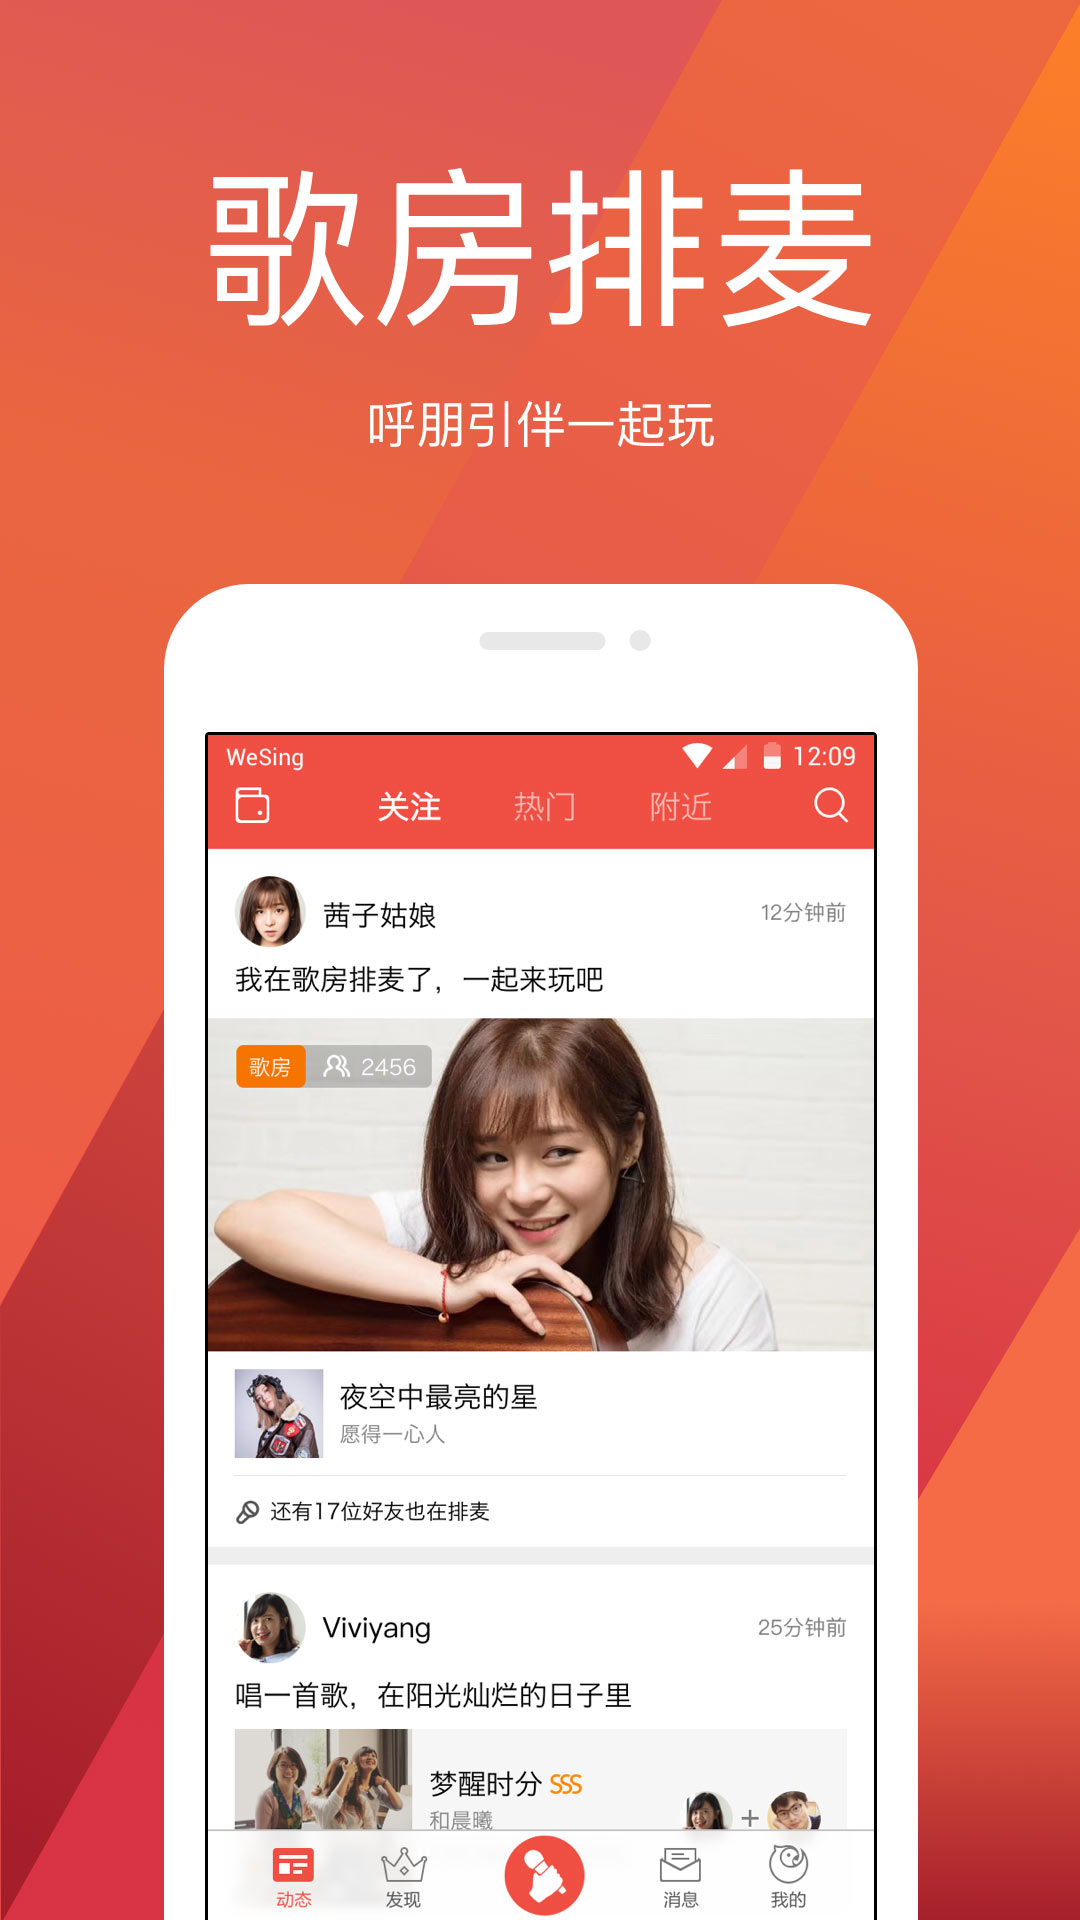 歌房排麦
呼朋引伴一起玩
WeSing 12:09
关注 热门 附近
茜子姑娘 12分钟前
我在歌房排麦了，一起来玩吧
歌房 2456
夜空中最亮的星
愿得一心人
还有17位好友也在排麦
Viviyang 25分钟前
唱一首歌，在阳光灿烂的日子里
梦醒时分 SSS
和晨曦
+
动态 发现 消息 我的